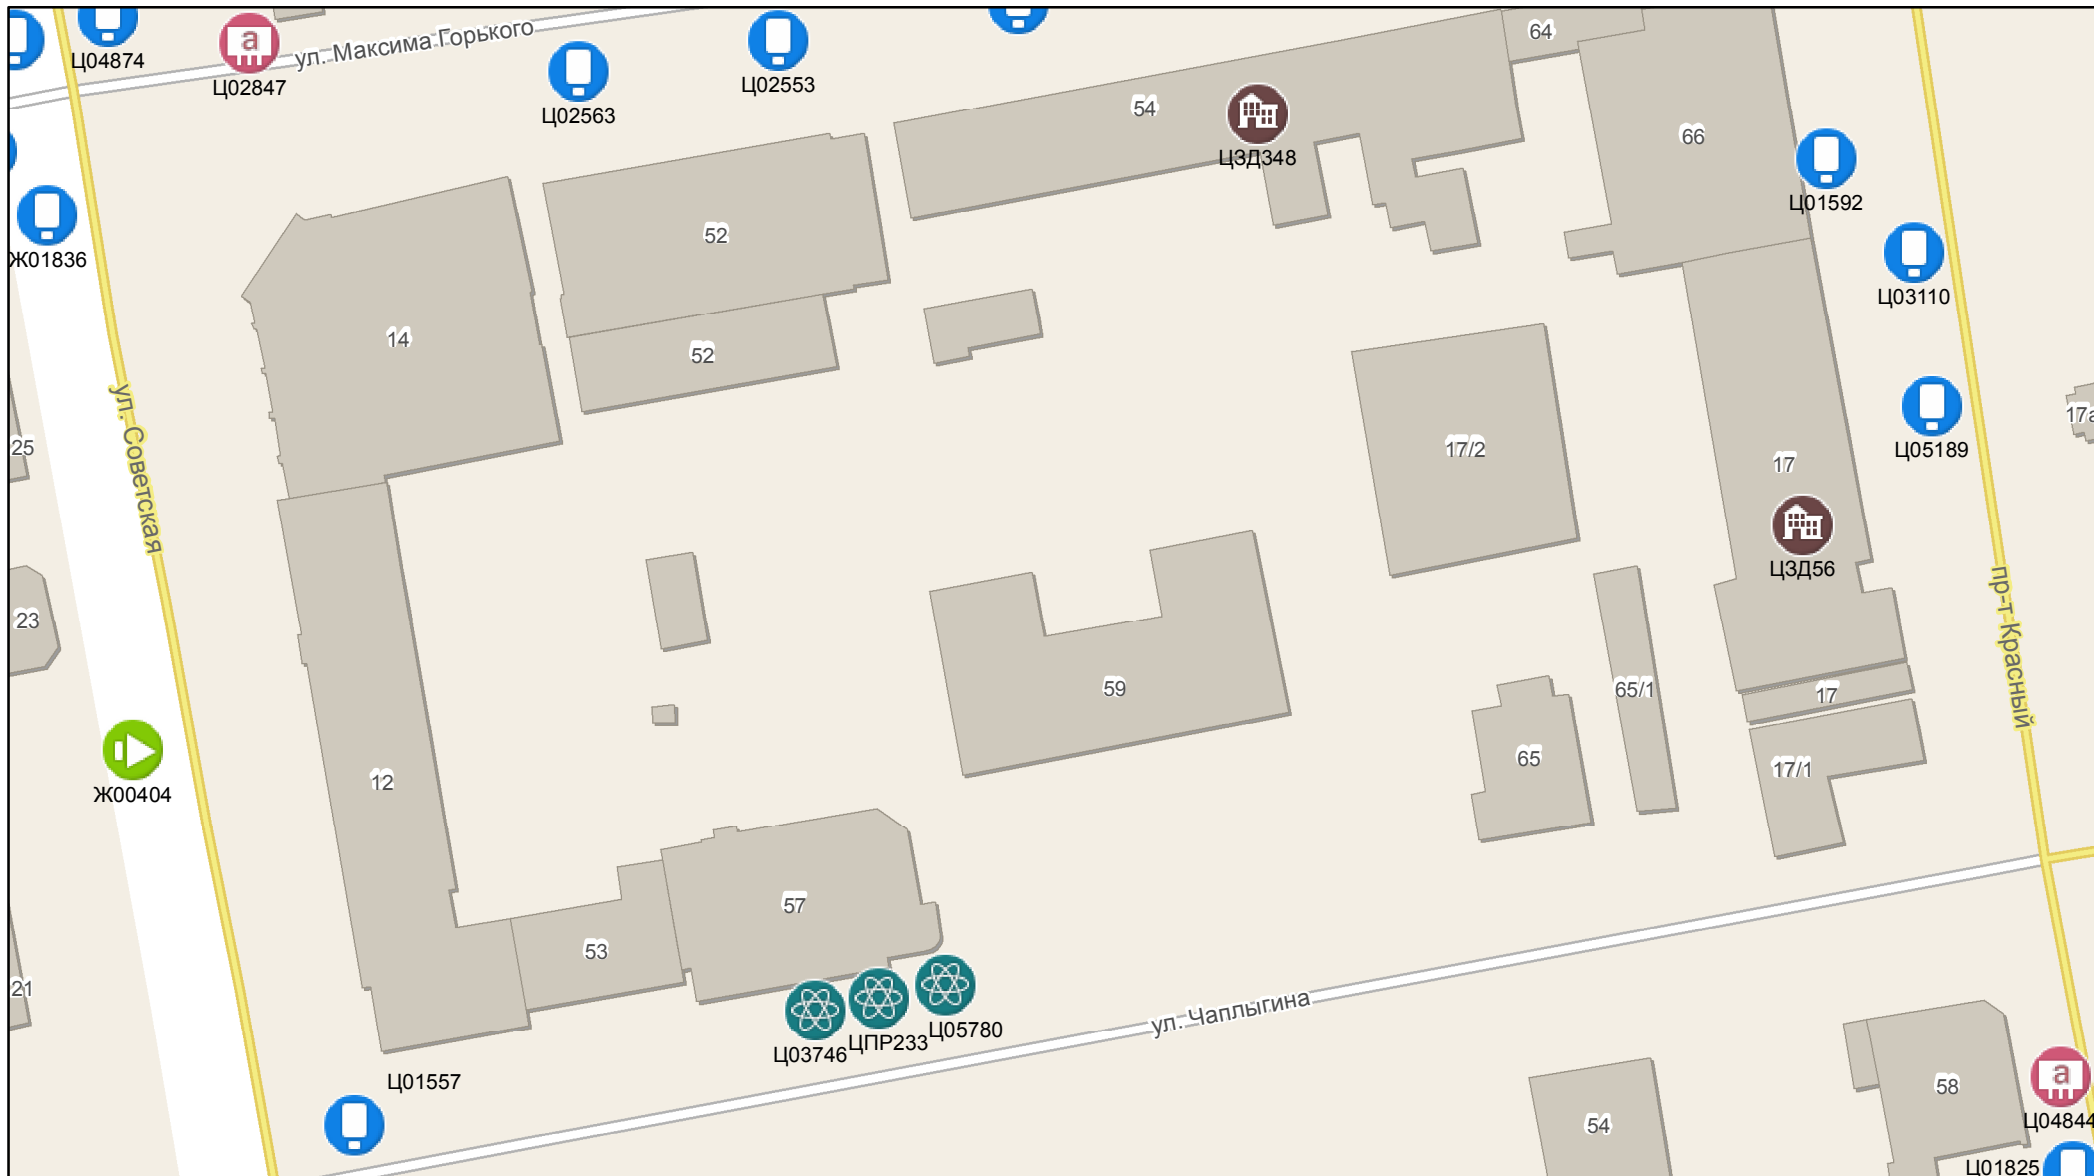 Ц04874
а
Ц02847
ул. Максима Горького
Ц02563
Ц02553
54
ЦЗД348
64
66
Ц01592
Ж01836
52
Ц03110
14
52
ул. Советская
25
17/2
17
Ц05189
17а
ЦЗД56
23
пр-т Красный
59
65/1
17
Ж00404
12
65
17/1
57
53
21
Ц03746
ЦПР233
Ц05780
ул. Чаплыгина
Ц01557
54
58
а
Ц04844
Ц01825